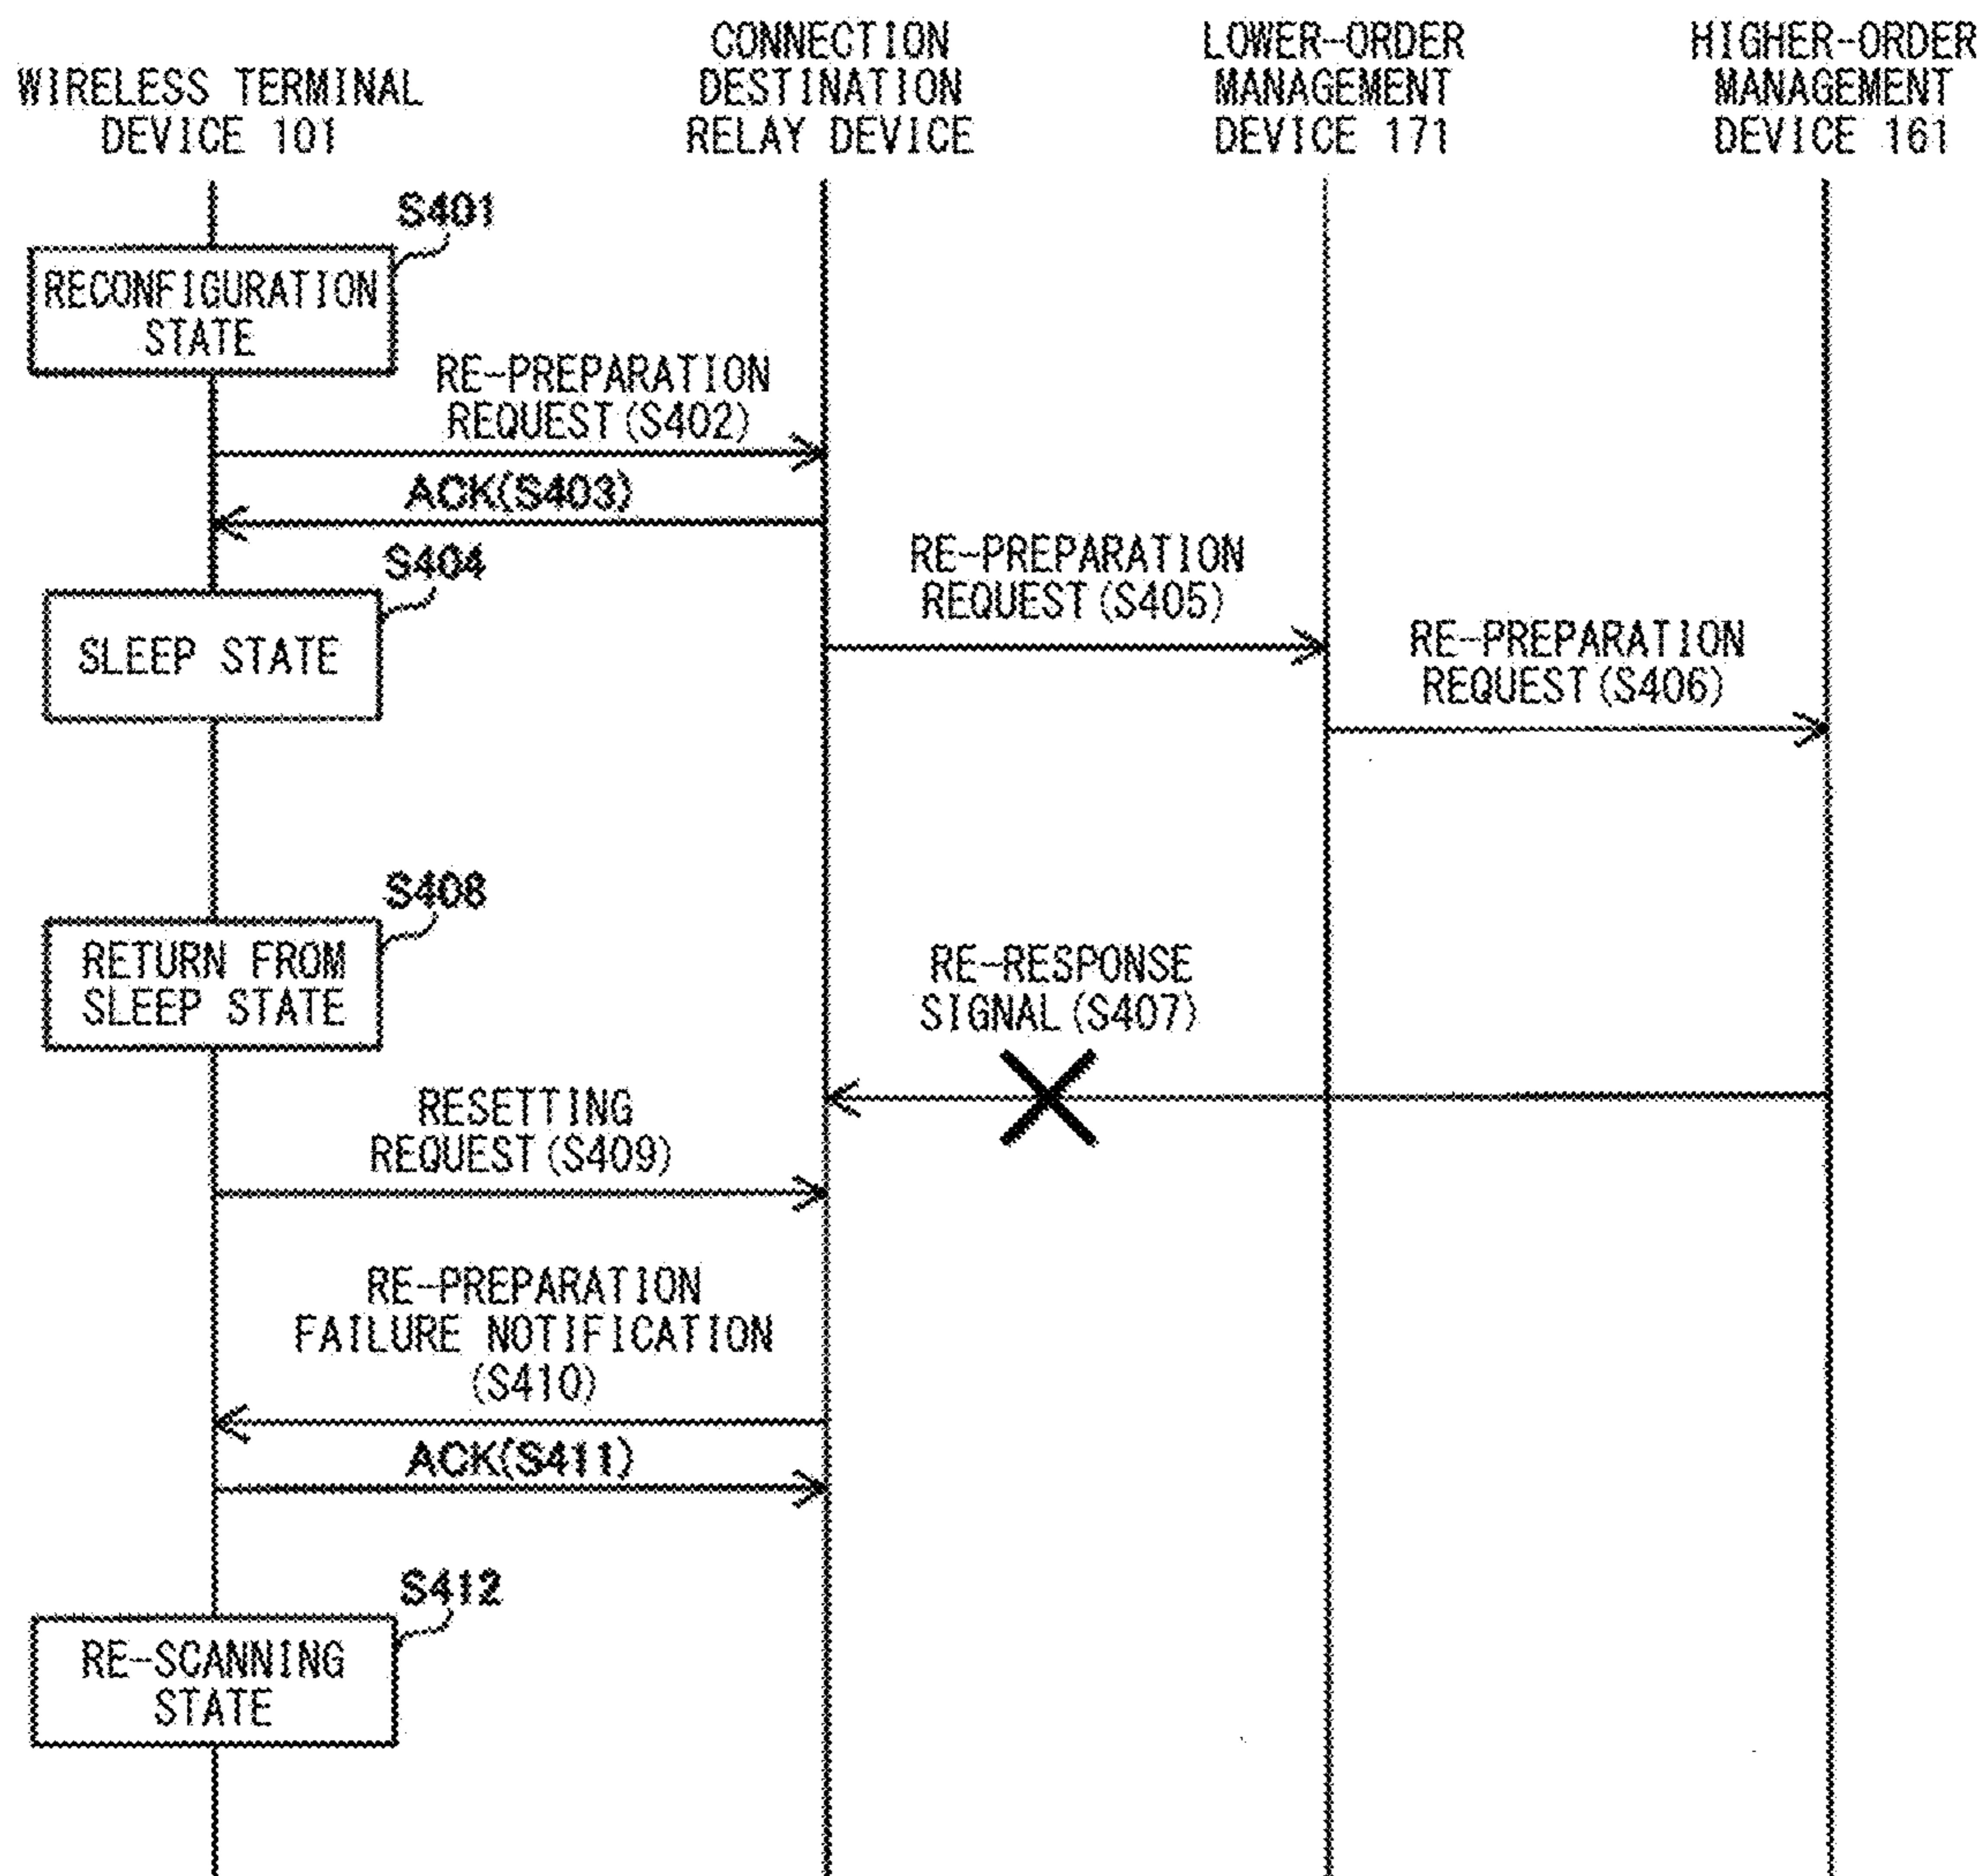 WIRELESS TERMINAL
DEVICE 101
CONNECTION
DESTINATION
RELAY DEVICE
LOWER-ORDER
MANAGEMENT
DEVICE 171
HIGHER-ORDER
MANAGEMENT
DEVICE 161
S401
RECONFIGURATION
STATE
RE-PREPARATION
REQUEST(S402)
ACK(S403)
S404
SLEEP STATE
RE-PREPARATION
REQUEST(S405)
RE-PREPARATION
REQUEST(S406)
S408
RETURN FROM
SLEEP STATE
RE-RESPONSE
SIGNAL(S407)
RESETTING
REQUEST(S409)
RE-PREPARATION
FAILURE NOTIFICATION
(S410)
ACK(S411)
S412
RE-SCANNING
STATE